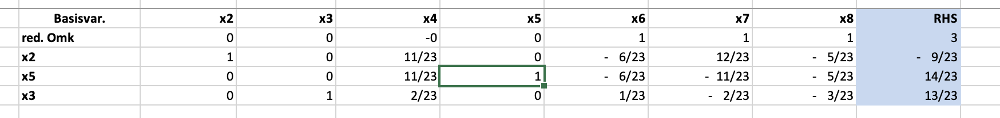 Basisvar. x2 x3 x4 x5 x6 x7 x8 RHS
red. Omk 0 0 -0 0 1 1 1 3
x2 1 0 11/23 0 - 6/23 12/23 - 5/23 - 9/23
x5 0 0 11/23 1 - 6/23 - 11/23 - 5/23 14/23
x3 0 1 2/23 0 1/23 - 2/23 - 3/23 13/23